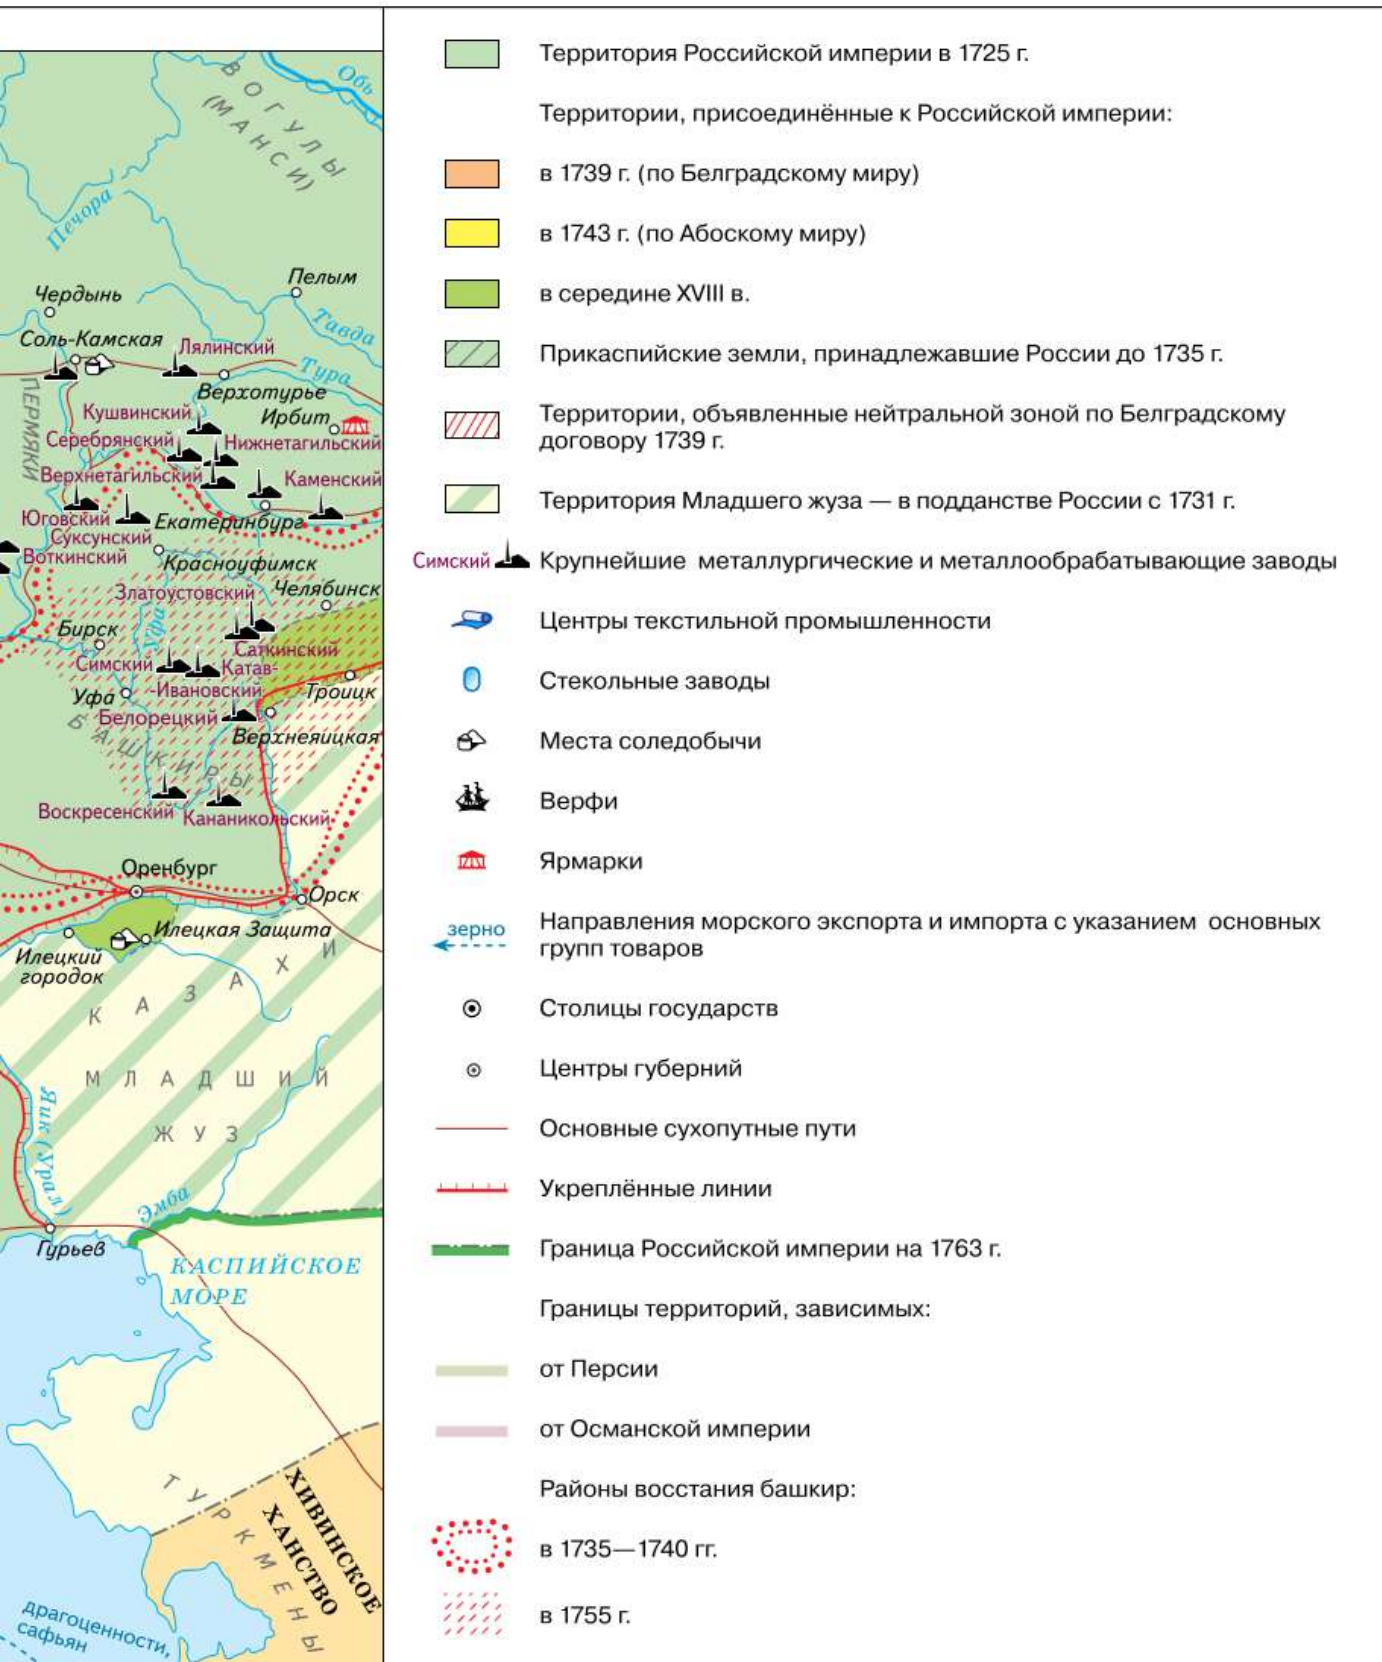 Обь
ВОГУЛЫ
(МАНСИ)
Печора
Пелым
Чердынь
Тавда
Соль-Камская
Лялинский
Тура
Верхотурье
ПЕРМЯКИ
Кушвинский
Ирбит
Серебрянский
Нижнетагильский
Верхнетагильский
Каменский
Юговский
Екатеринбург
Суксунский
Воткинский
Красноуфимск
Златоустовский
Челябинск
Уфа
Бирск
Саткинский
Симский
Катав-
-Ивановский
Уфа
Троицк
Белорецкий
БАШКИРЫ
Верхнеяицкая
Воскресенский
Кананикольский
Оренбург
Орск
Илецкая Защита
Илецкий
городок
КАЗАХИ
МЛАДШИЙ
ЖУЗ
Яик (Урал)
Эмба
Гурьев
КАСПИЙСКОЕ
МОРЕ
ТУРКМЕНЫ
ХИВИНСКОЕ
ХАНСТВО
драгоценности,
сафьян
Территория Российской империи в 1725 г.
Территории, присоединённые к Российской империи:
в 1739 г. (по Белградскому миру)
в 1743 г. (по Абоскому миру)
в середине XVIII в.
Прикаспийские земли, принадлежавшие России до 1735 г.
Территории, объявленные нейтральной зоной по Белградскому
договору 1739 г.
Территория Младшего жуза — в подданстве России с 1731 г.
Симский Крупнейшие металлургические и металлообрабатывающие заводы
Центры текстильной промышленности
Стекольные заводы
Места соледобычи
Верфи
Ярмарки
зерно
Направления морского экспорта и импорта с указанием основных
групп товаров
Столицы государств
Центры губерний
Основные сухопутные пути
Укреплённые линии
Граница Российской империи на 1763 г.
Границы территорий, зависимых:
от Персии
от Османской империи
Районы восстания башкир:
в 1735—1740 гг.
в 1755 г.